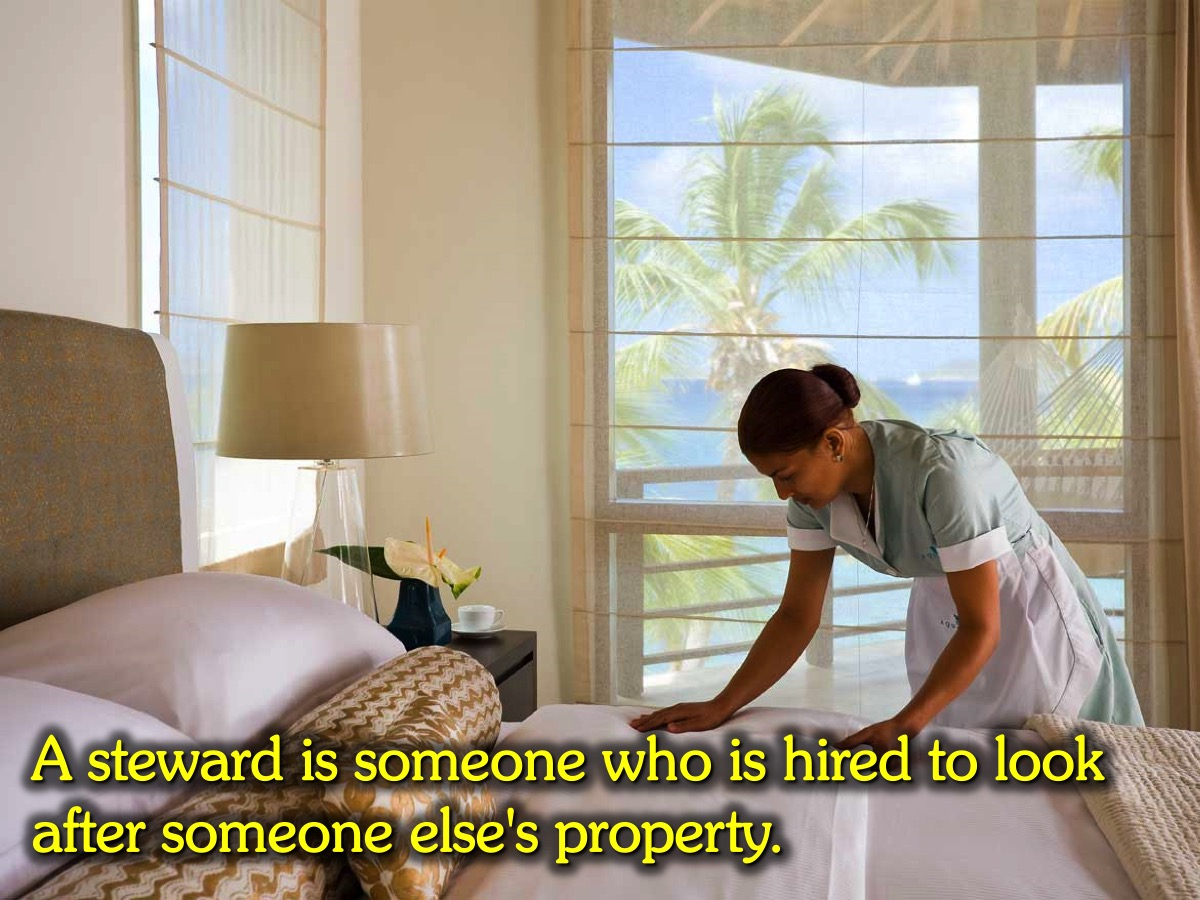 A steward is someone who is hired to look
after someone else's property.